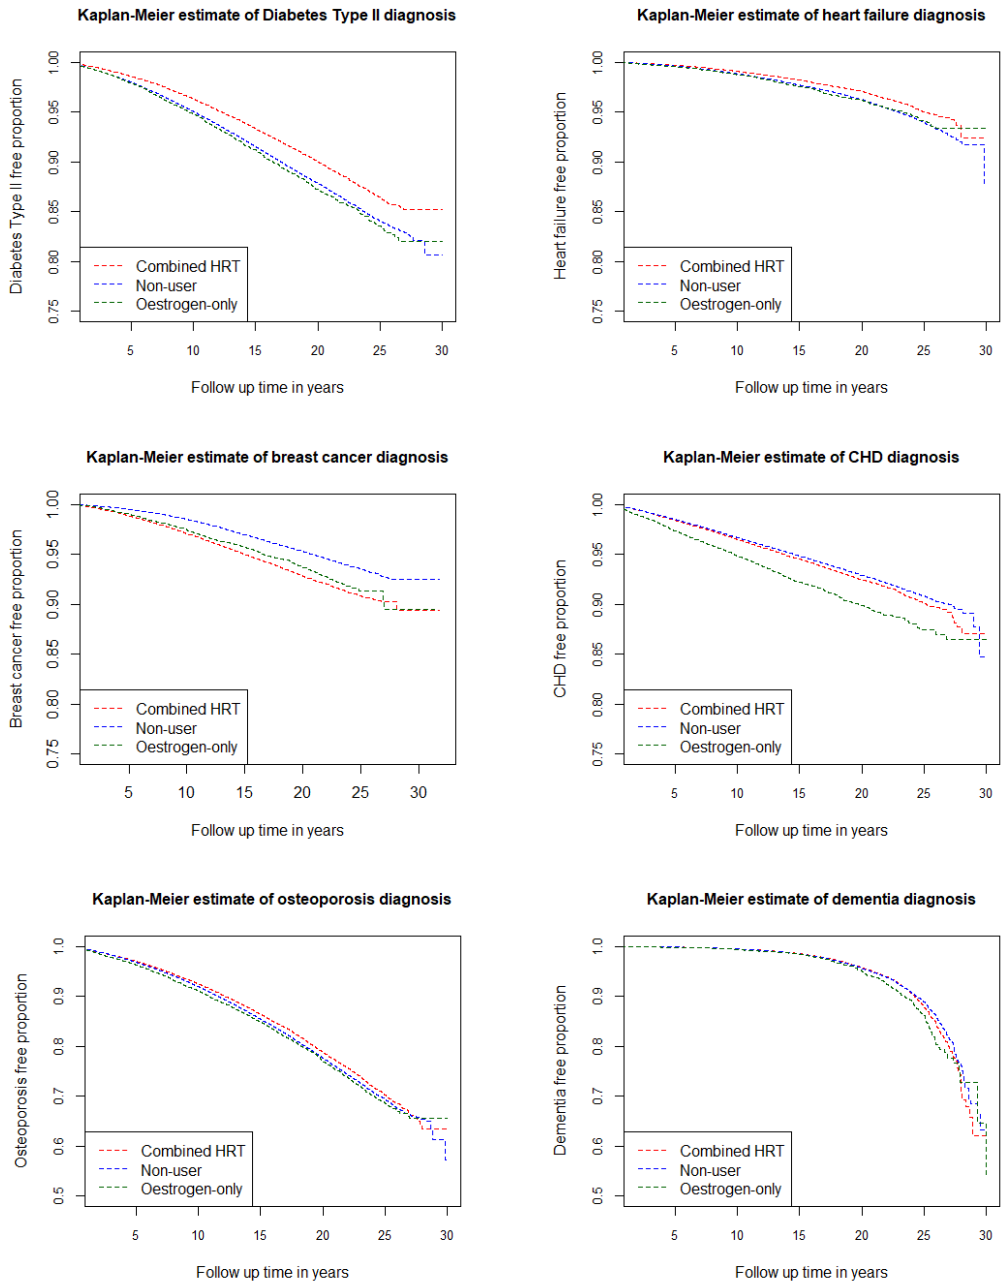 Kaplan-Meier estimate of Diabetes Type II diagnosis
Diabetes Type II free proportion
1.00
0.95
0.90
0.85
0.80
0.75
Combined HRT
Non-user
Oestrogen-only
5 10 15 20 25 30
Follow up time in years
Kaplan-Meier estimate of heart failure diagnosis
Heart failure free proportion
1.00
0.95
0.90
0.85
0.80
0.75
Combined HRT
Non-user
Oestrogen-only
5 10 15 20 25 30
Follow up time in years
Kaplan-Meier estimate of breast cancer diagnosis
Breast cancer free proportion
1.00
0.95
0.90
0.85
0.80
0.75
Combined HRT
Non-user
Oestrogen-only
5 10 15 20 25 30
Follow up time in years
Kaplan-Meier estimate of CHD diagnosis
CHD free proportion
1.00
0.95
0.90
0.85
0.80
0.75
Combined HRT
Non-user
Oestrogen-only
5 10 15 20 25 30
Follow up time in years
Kaplan-Meier estimate of osteoporosis diagnosis
Osteoporosis free proportion
1.0
0.9
0.8
0.7
0.6
0.5
Combined HRT
Non-user
Oestrogen-only
5 10 15 20 25 30
Follow up time in years
Kaplan-Meier estimate of dementia diagnosis
Dementia free proportion
1.0
0.9
0.8
0.7
0.6
0.5
Combined HRT
Non-user
Oestrogen-only
5 10 15 20 25 30
Follow up time in years